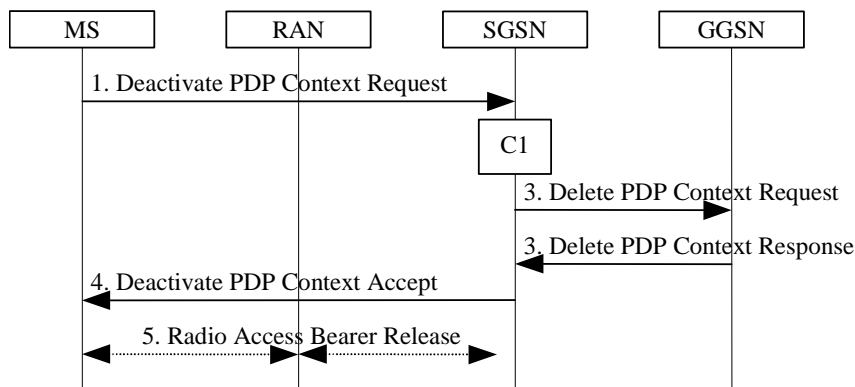 MS
RAN
SGSN
GGSN
1. Deactivate PDP Context Request
C1
3. Delete PDP Context Request
3. Delete PDP Context Response
4. Deactivate PDP Context Accept
5. Radio Access Bearer Release